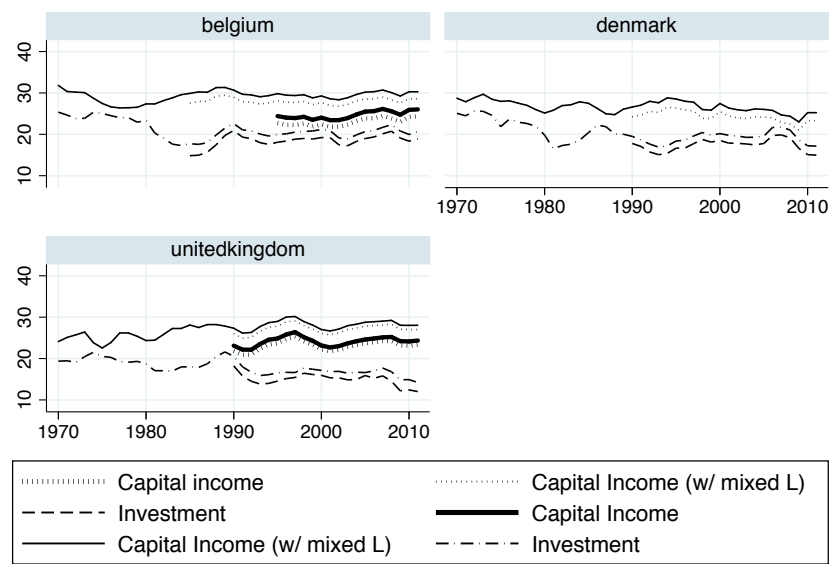 belgium
denmark
40
30
20
10
1970 1980 1990 2000 2010
unitedkingdom
40
30
20
10
1970 1980 1990 2000 2010
Capital income
Capital Income (w/ mixed L)
Investment
Capital Income
Capital Income (w/ mixed L)
Investment